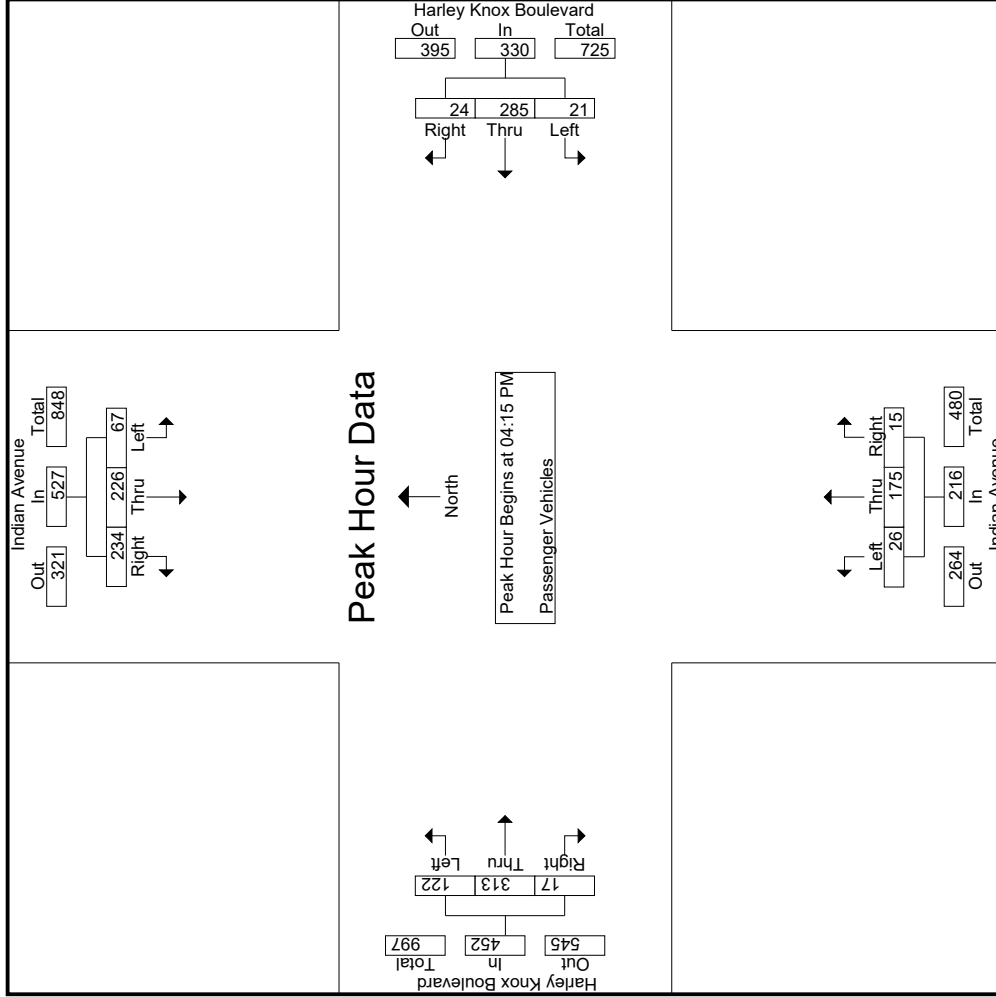 Harley Knox Boulevard
Out In Total
395 330 725
24 285 21
Right Thru Left
Indian Avenue
Out In Total
321 527 848
234 226 67
Right Thru Left
Peak Hour Data
North
Peak Hour Begins at 04:15 PM
Passenger Vehicles
Left Thru Right
26 175 15
264 216 480
Out In Total
Indian Avenue
Left Thru Right
122 313 17
Total In Out
997 452 545
Harley Knox Boulevard